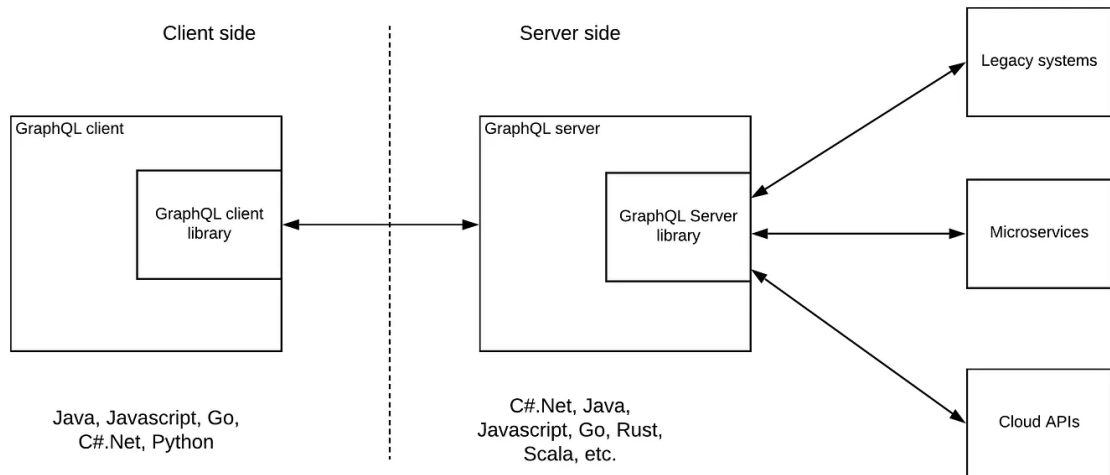 Client side
Server side
Legacy systems
GraphQL client
GraphQL server
GraphQL client
library
GraphQL Server
library
Microservices
Java, Javascript, Go,
C#.Net, Python
C#.Net, Java,
Javascript, Go, Rust,
Scala, etc.
Cloud APIs